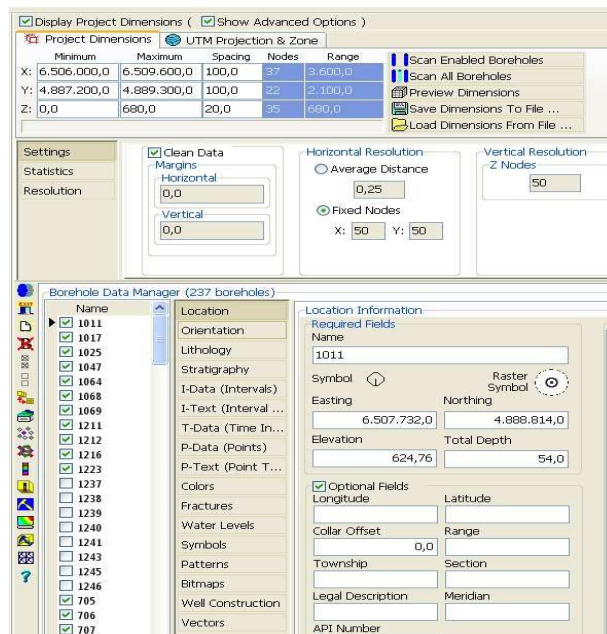 Display Project Dimensions ( Show Advanced Options )
Project Dimensions UTM Projection & Zone
Minimum Maximum Spacing Nodes Range
X: 6.506.000,0 6.509.600,0 100,0 37 3.600,0
Y: 4.887.200,0 4.889.300,0 100,0 22 2.100,0
Z: 0,0 680,0 20,0 35 680,0
Scan Enabled Boreholes
Scan All Boreholes
Preview Dimensions
Save Dimensions To File ...
Load Dimensions From File ...
Settings
Statistics
Resolution
Clean Data
Margins
Horizontal
0,0
Vertical
0,0
Horizontal Resolution
Average Distance
0,25
Fixed Nodes
X: 50 Y: 50
Vertical Resolution
Z Nodes
50
Borehole Data Manager (237 boreholes)
Name
1011
1017
1025
1047
1064
1068
1069
1211
1212
1216
1223
1237
1238
1239
1240
1241
1243
1245
1246
705
706
707
Location
Orientation
Lithology
Stratigraphy
I-Data (Intervals)
I-Text (Interval ...
T-Data (Time In...
P-Data (Points)
P-Text (Point T...
Colors
Fractures
Water Levels
Symbols
Patterns
Bitmaps
Well Construction
Vectors
Location Information
Required Fields
Name
1011
Symbol Raster Symbol
Easting Northing
6.507.732,0 4.888.814,0
Elevation Total Depth
624,76 54,0
Optional Fields
Longitude Latitude
Collar Offset Range
0,0
Township Section
Legal Description Meridian
API Number